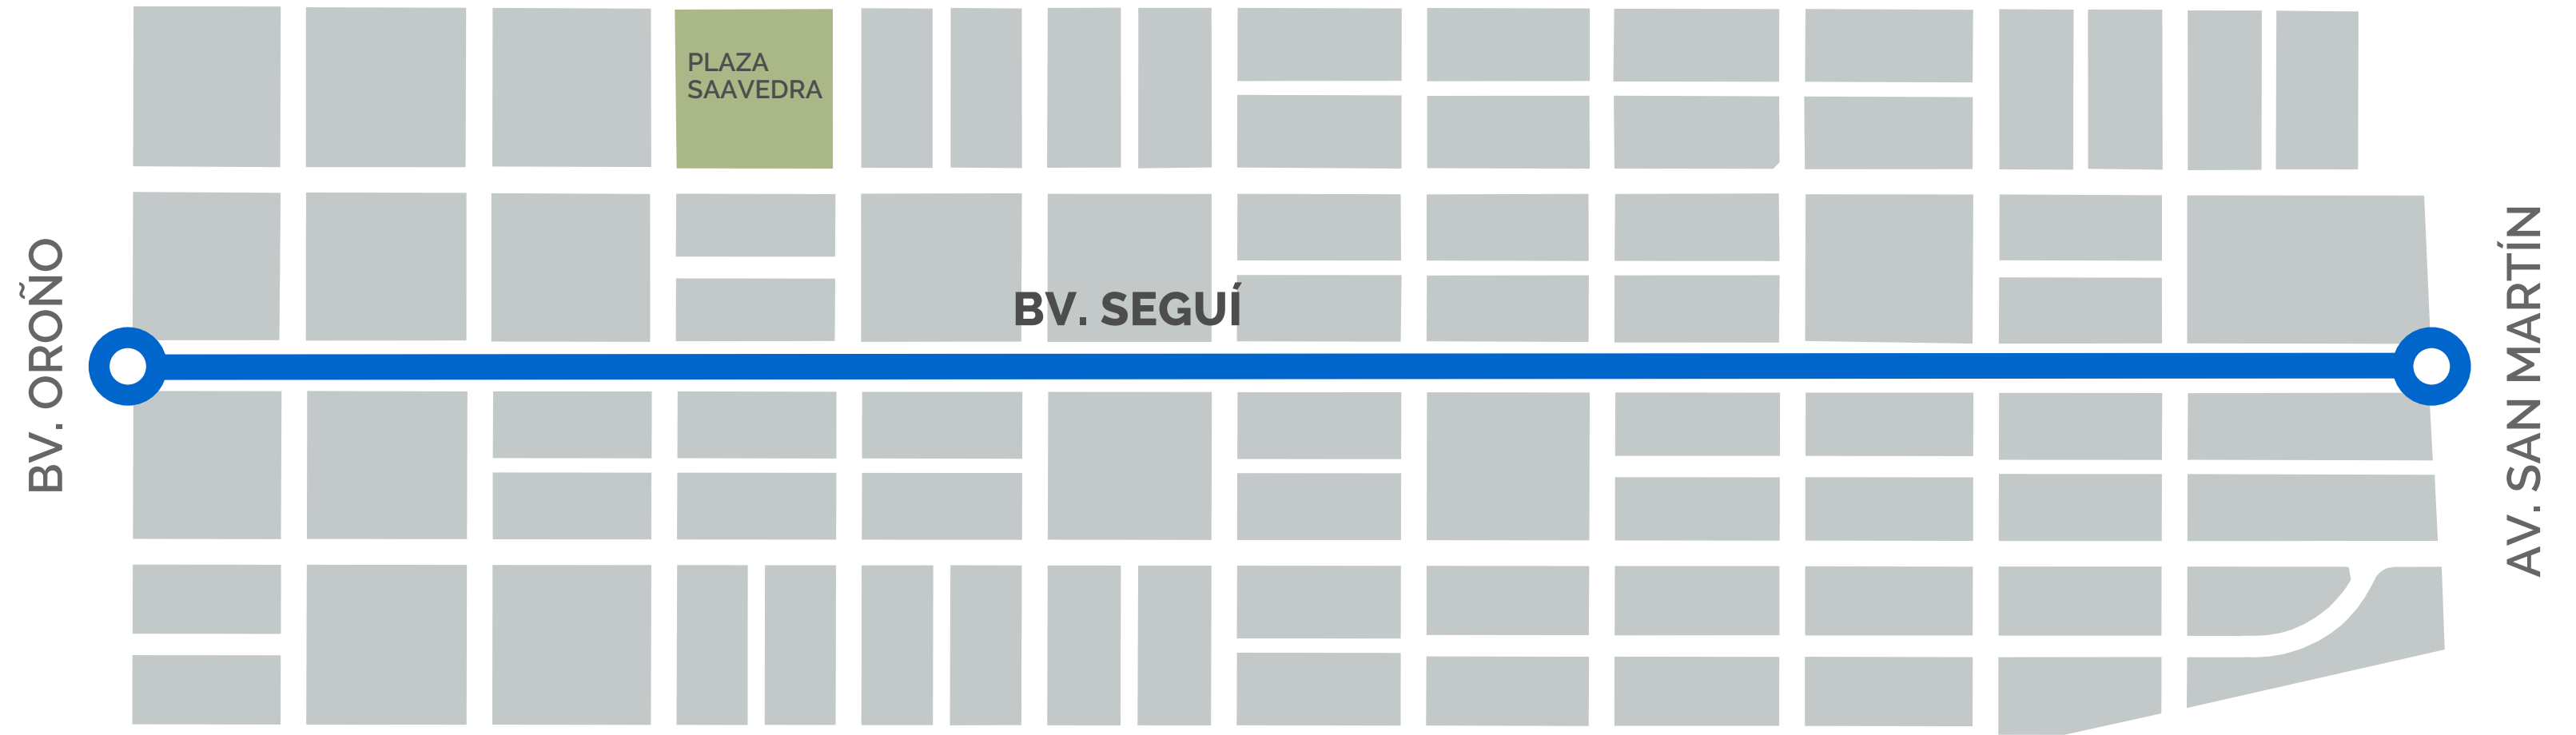 PLAZA
SAAVEDRA
BV. OROÑO
BV. SEGUÍ
AV. SAN MARTÍN